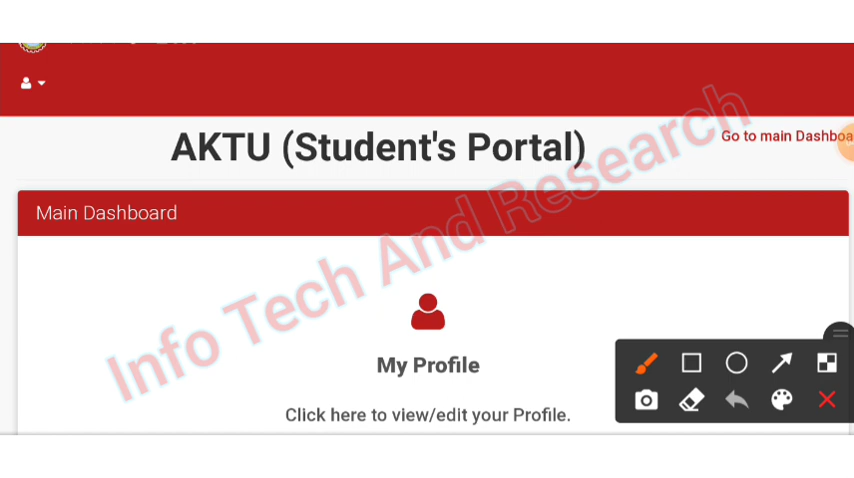 AKTU (Student's Portal)
Go to main Dashboa
Main Dashboard
Info Tech And Research
My Profile
Click here to view/edit your Profile.